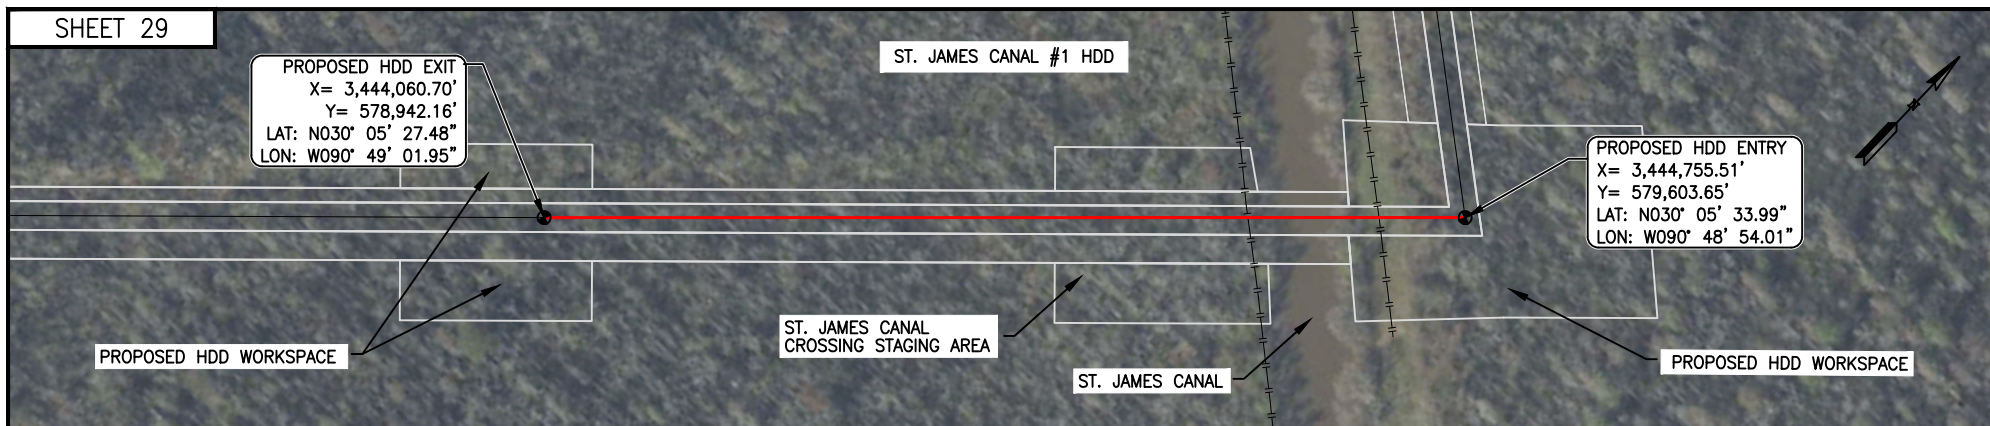 SHEET 29
ST. JAMES CANAL #1 HDD
PROPOSED HDD EXIT
X= 3,444,060.70'
Y= 578,942.16'
LAT: N030° 05' 27.48"
LON: W090° 49' 01.95"
PROPOSED HDD ENTRY
X= 3,444,755.51'
Y= 579,603.65'
LAT: N030° 05' 33.99"
LON: W090° 48' 54.01"
PROPOSED HDD WORKSPACE
ST. JAMES CANAL
CROSSING STAGING AREA
ST. JAMES CANAL
PROPOSED HDD WORKSPACE